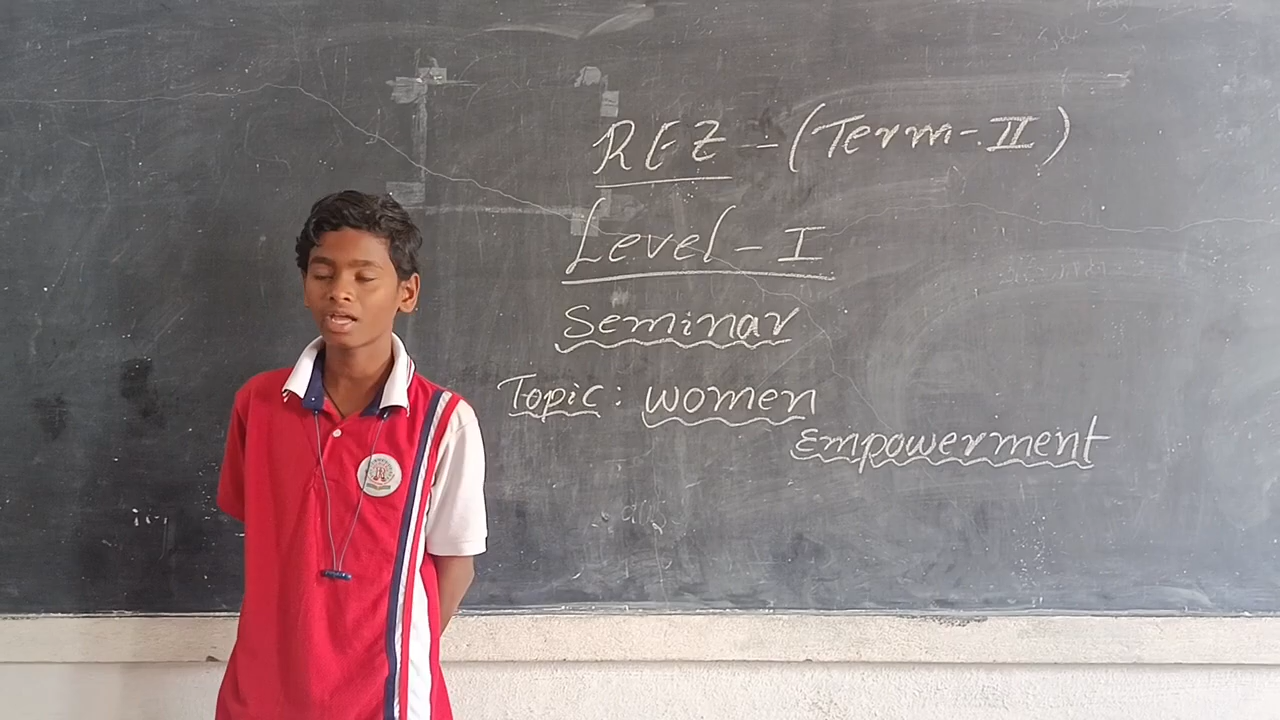 REZ - (Term-II)
Level - I
Seminar
Topic: women
Empowerment